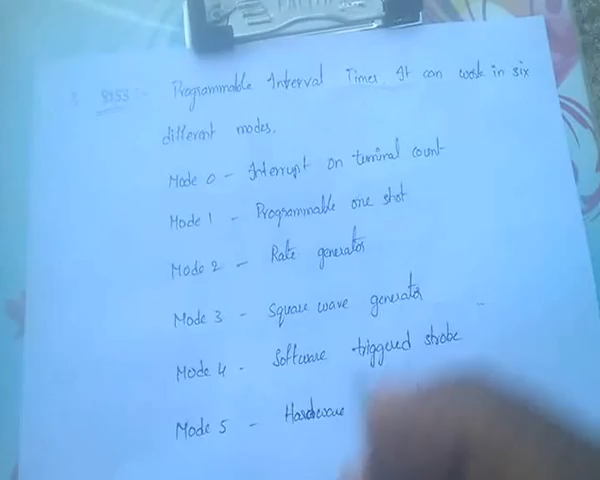 8253 :- Programmable Interval Timer It can work in six
different modes.
Mode 0 - Interrupt on terminal count
Mode 1 - Programmable one shot
Mode 2 - Rate generator
Mode 3 - Square wave generator
Mode 4 - Software triggered strobe
Mode 5 - Hardware